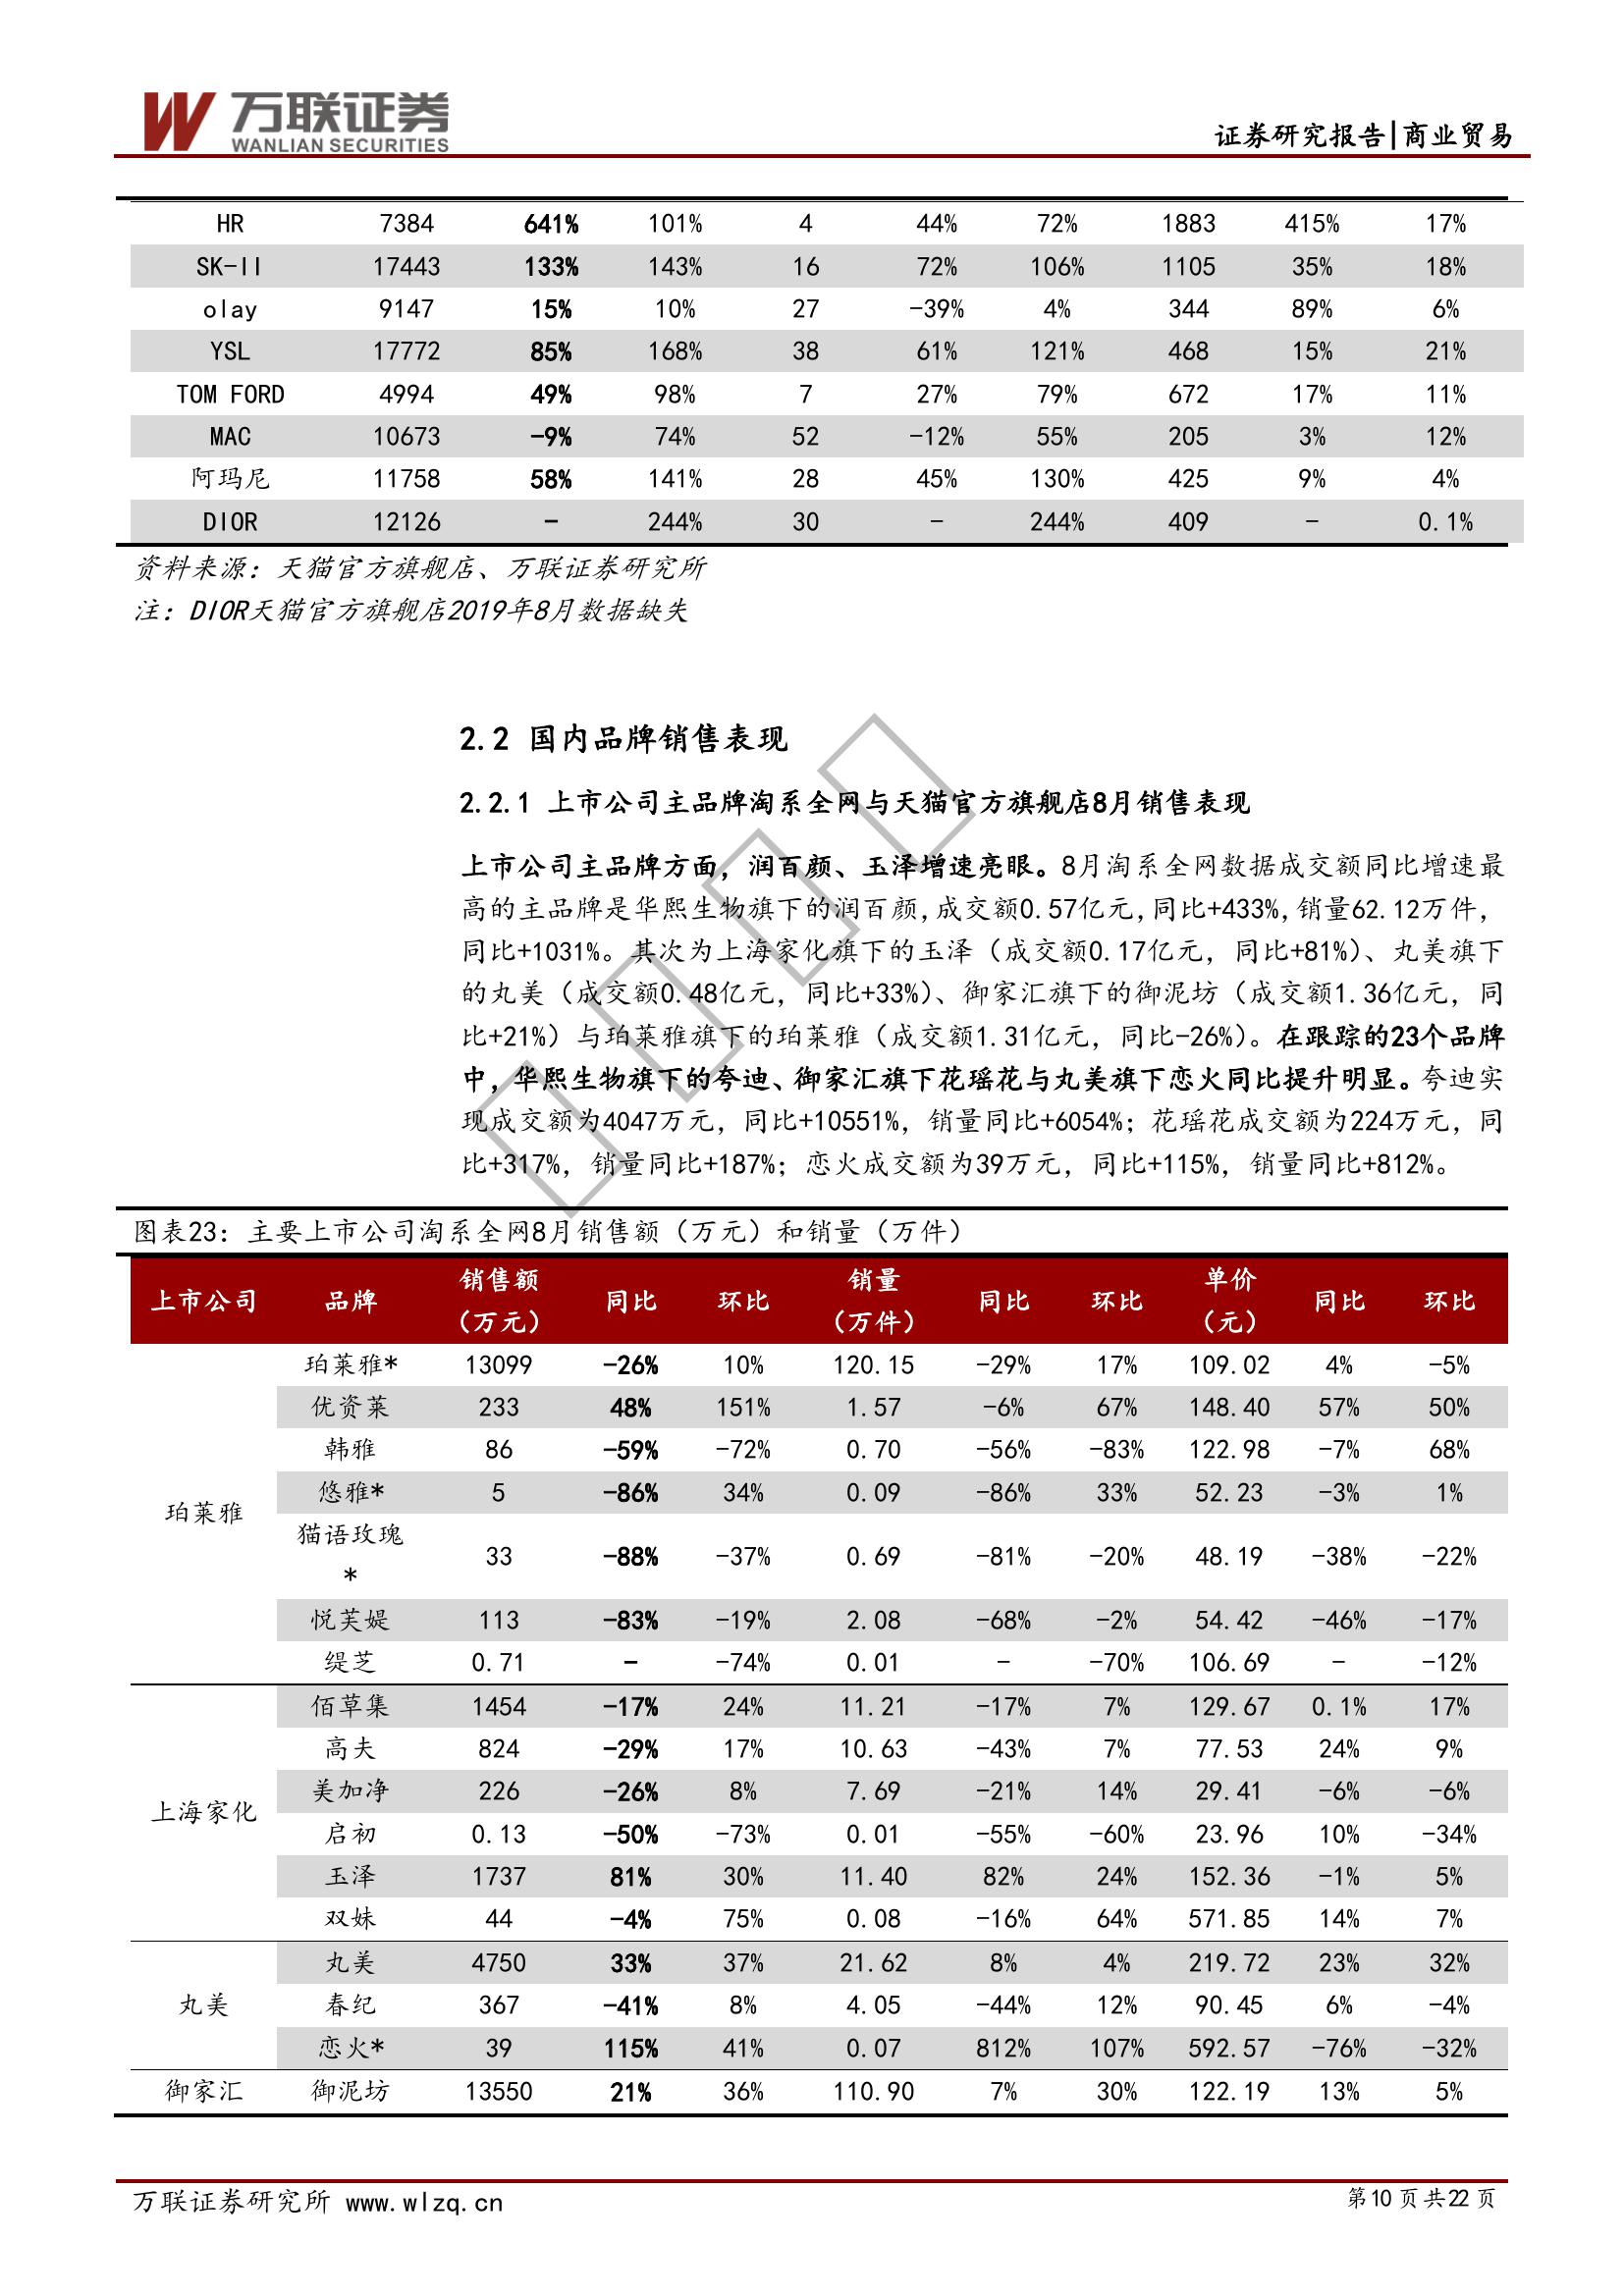 万联证券
WANLIAN SECURITIES
证券研究报告|商业贸易
HR 7384 641% 101% 4 44% 72% 1883 415% 17%
SK-II 17443 133% 143% 16 72% 106% 1105 35% 18%
olay 9147 15% 10% 27 -39% 4% 344 89% 6%
YSL 17772 85% 168% 38 61% 121% 468 15% 21%
TOM FORD 4994 49% 98% 7 27% 79% 672 17% 11%
MAC 10673 -9% 74% 52 -12% 55% 205 3% 12%
阿玛尼 11758 58% 141% 28 45% 130% 425 9% 4%
DIOR 12126 - 244% 30 - 244% 409 - 0.1%
资料来源：天猫官方旗舰店、万联证券研究所
注：DIOR天猫官方旗舰店2019年8月数据缺失
2.2 国内品牌销售表现
2.2.1 上市公司主品牌淘系全网与天猫官方旗舰店8月销售表现
上市公司主品牌方面，润百颜、玉泽增速亮眼。8月淘系全网数据成交额同比增速最
高的主品牌是华熙生物旗下的润百颜,成交额0.57亿元,同比+433%,销量62.12万件，
同比+1031%。其次为上海家化旗下的玉泽（成交额0.17亿元，同比+81%）、丸美旗下
的丸美（成交额0.48亿元，同比+33%）、御家汇旗下的御泥坊（成交额1.36亿元，同
比+21%）与珀莱雅旗下的珀莱雅（成交额1.31亿元，同比-26%）。在跟踪的23个品牌
中，华熙生物旗下的夸迪、御家汇旗下花瑶花与丸美旗下恋火同比提升明显。夸迪实
现成交额为4047万元，同比+10551%，销量同比+6054%；花瑶花成交额为224万元，同
比+317%，销量同比+187%；恋火成交额为39万元，同比+115%，销量同比+812%。
图表23：主要上市公司淘系全网8月销售额（万元）和销量（万件）
上市公司 品牌 销售额（万元） 同比 环比 销量（万件） 同比 环比 单价（元） 同比 环比
珀莱雅* 13099 -26% 10% 120.15 -29% 17% 109.02 4% -5%
优资莱 233 48% 151% 1.57 -6% 67% 148.40 57% 50%
韩雅 86 -59% -72% 0.70 -56% -83% 122.98 -7% 68%
珀莱雅 悠雅* 5 -86% 34% 0.09 -86% 33% 52.23 -3% 1%
猫语玫瑰* 33 -88% -37% 0.69 -81% -20% 48.19 -38% -22%
悦芙媞 113 -83% -19% 2.08 -68% -2% 54.42 -46% -17%
缇芝 0.71 - -74% 0.01 - -70% 106.69 - -12%
佰草集 1454 -17% 24% 11.21 -17% 7% 129.67 0.1% 17%
高夫 824 -29% 17% 10.63 -43% 7% 77.53 24% 9%
上海家化 美加净 226 -26% 8% 7.69 -21% 14% 29.41 -6% -6%
启初 0.13 -50% -73% 0.01 -55% -60% 23.96 10% -34%
玉泽 1737 81% 30% 11.40 82% 24% 152.36 -1% 5%
双妹 44 -4% 75% 0.08 -16% 64% 571.85 14% 7%
丸美 4750 33% 37% 21.62 8% 4% 219.72 23% 32%
丸美 春纪 367 -41% 8% 4.05 -44% 12% 90.45 6% -4%
恋火* 39 115% 41% 0.07 812% 107% 592.57 -76% -32%
御家汇 御泥坊 13550 21% 36% 110.90 7% 30% 122.19 13% 5%
万联证券研究所 www.wlzq.cn
第10页共22页